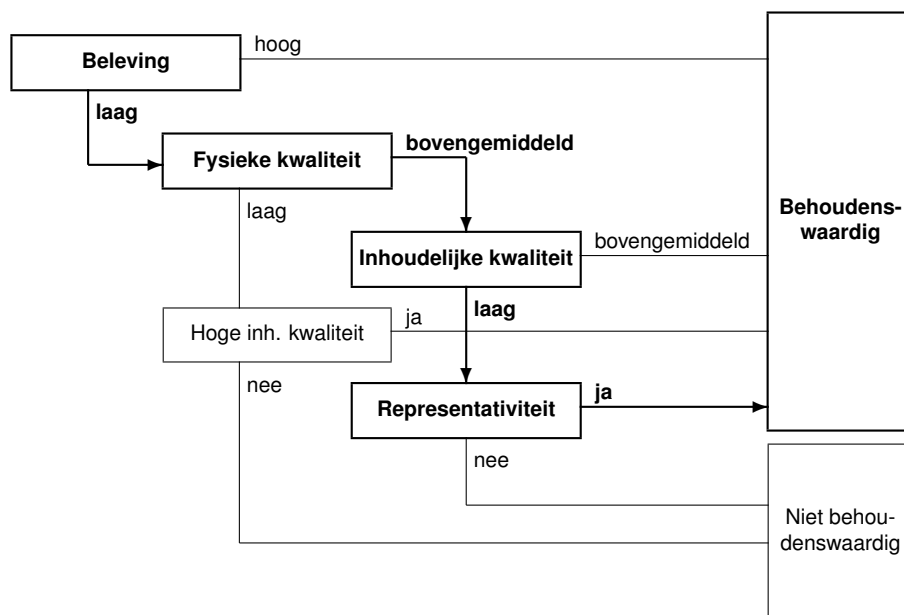 hoog
Beleving
laag
bovengemiddeld
Fysieke kwaliteit
laag
Behoudens-
waardig
bovengemiddeld
Inhoudelijke kwaliteit
laag
ja
Hoge inh. kwaliteit
nee
ja
Representativiteit
nee
Niet behou-
denswaardig